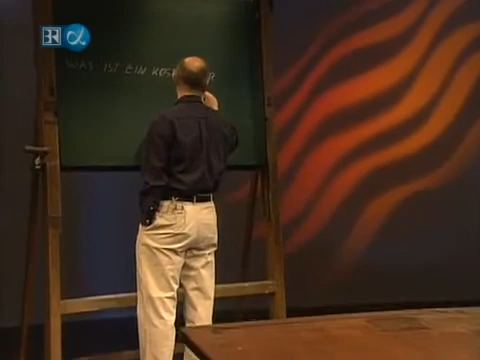 BR α
WAS IST EIN